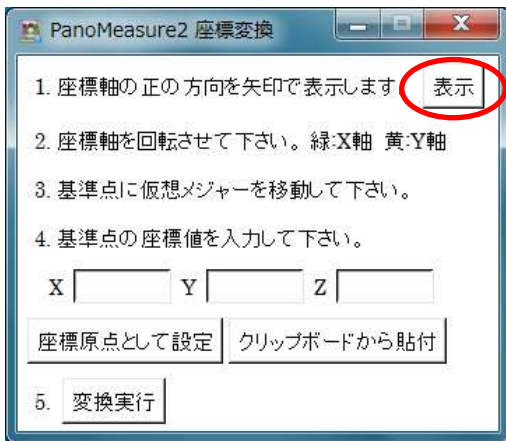 PanoMeasure2 座標変換
1. 座標軸の正の方向を矢印で表示します 表示
2. 座標軸を回転させて下さい。緑:X軸 黄:Y軸
3. 基準点に仮想メジャーを移動して下さい。
4. 基準点の座標値を入力して下さい。
X Y Z
座標原点として設定 クリップボードから貼付
5. 変換実行